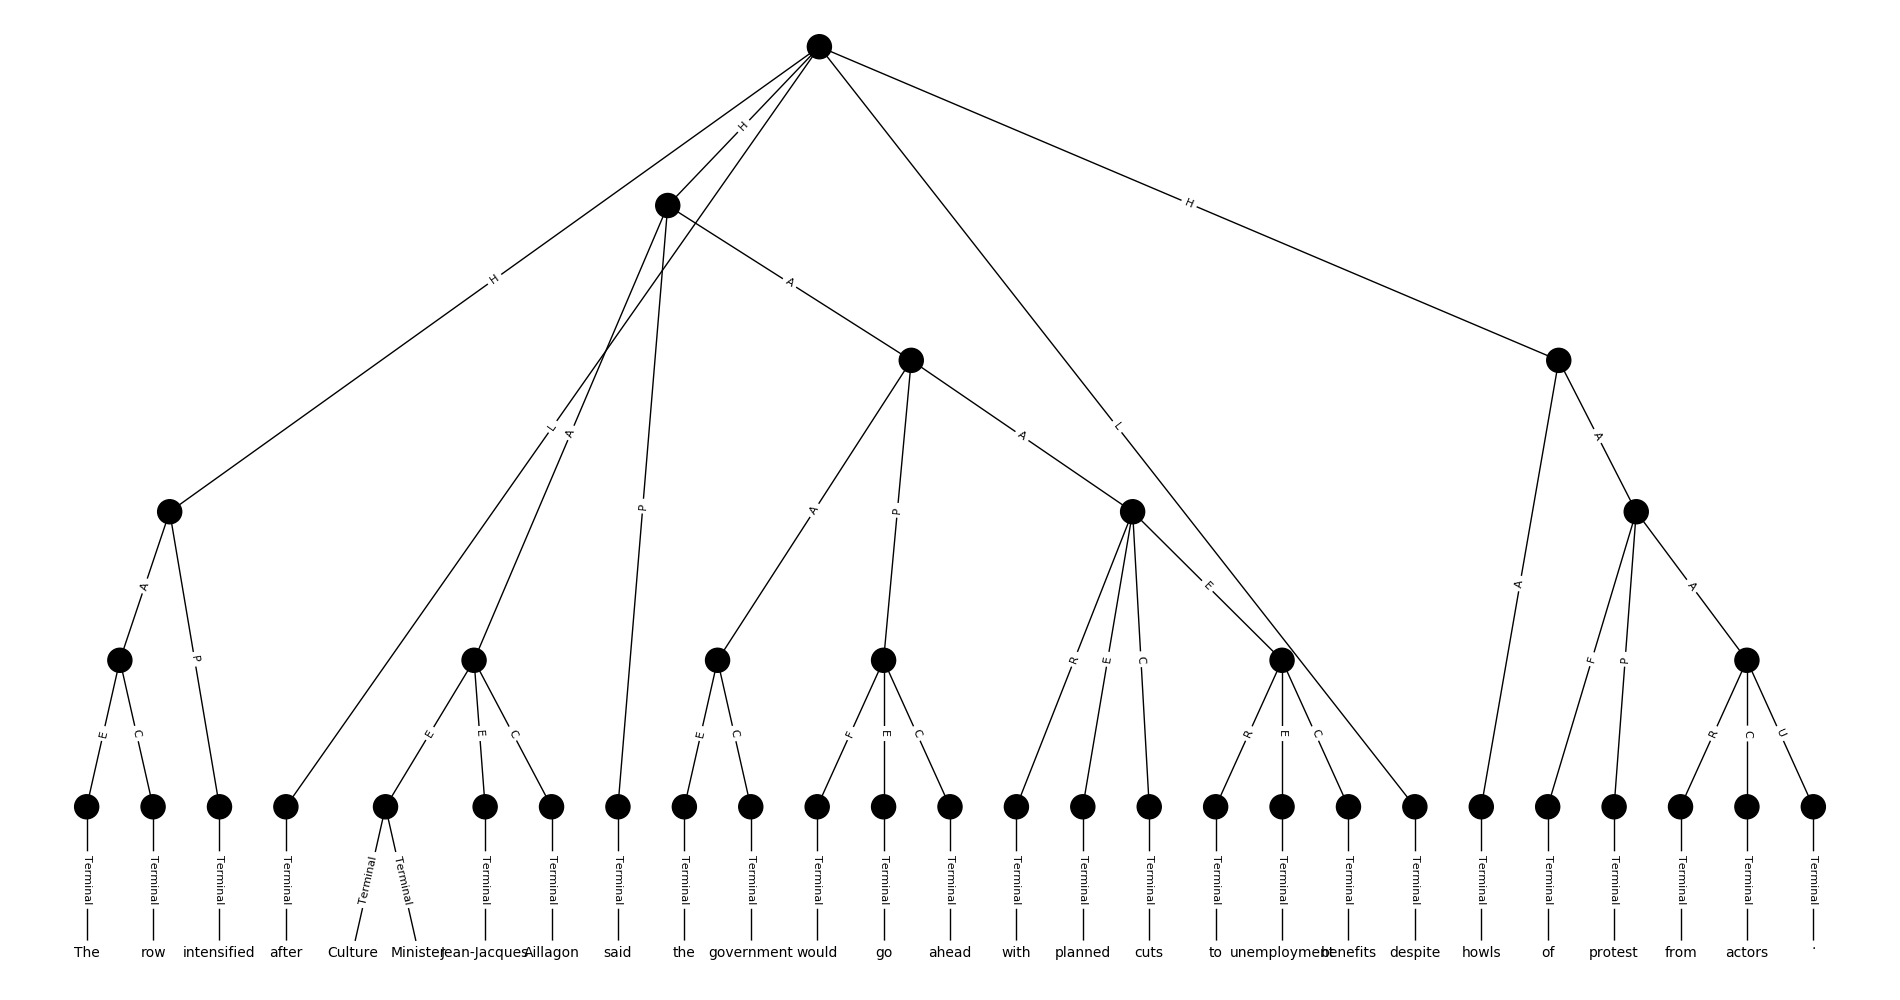 H
H
H
A
L
A
L
A
A
P
A
P
A
A
E
A
A
P
R
E
C
F
P
E
C
E
E
C
E
C
F
E
C
R
E
C
R
C
U
Terminal Terminal Terminal Terminal Terminal Terminal Terminal Terminal Terminal Terminal Terminal Terminal Terminal Terminal Terminal Terminal Terminal Terminal Terminal Terminal Terminal Terminal Terminal Terminal Terminal Terminal Terminal
The row intensified after Culture Minister Jean-Jacques Aillagon said the government would go ahead with planned cuts to unemployment benefits despite howls of protest from actors .